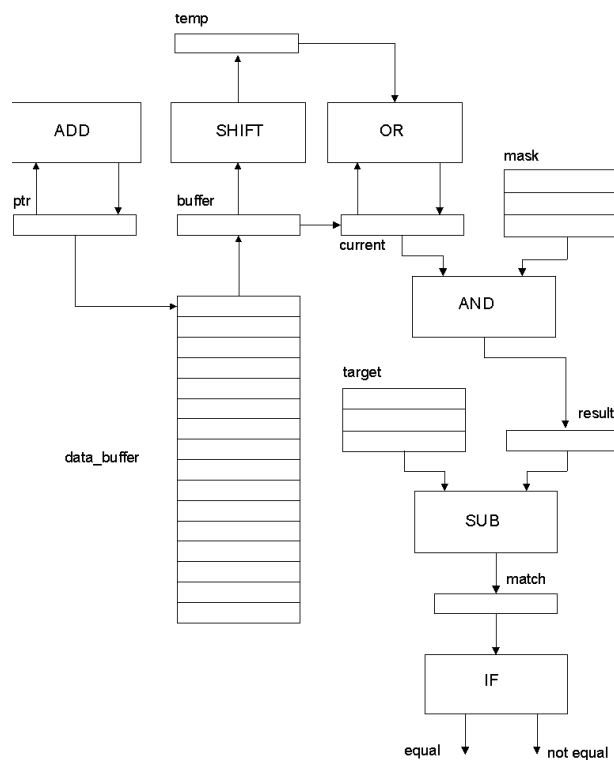 temp
ADD
SHIFT
OR
mask
ptr
buffer
current
AND
target
result
data_buffer
SUB
match
IF
equal
not equal